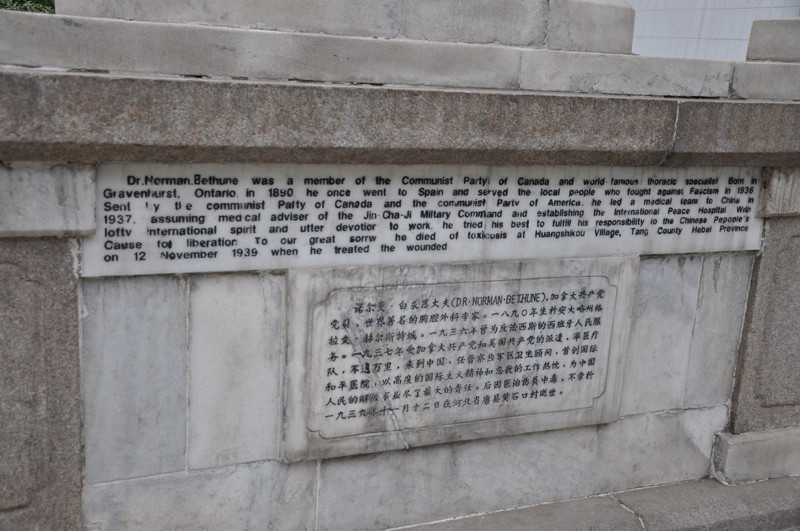 Dr.Norman.Bethune was a member of the Communist Party of Canada and world-famous thoracic specialist Born in
Gravenhurst, Ontario in 1890 he once went to Spain and served the local people who fought against Fascism in 1936
Sent by the communist Party of Canada and the communist Party of America, he led a medical team to China in
1937, assuming medical adviser of the Jin-Cha-Ji Military Command and establishing the International Peace Hospital With
lofty international spirit and utter devotion to work, he tried his best to fulfill his responsibility to the Chinese Pepople's
Cause for liberation To our great sorrw he died of toxicosis at Huangshikou Village, Tang County Hebei Province
on 12 November 1939 when he treated the wounded
诺尔曼·白求恩大夫(DR·NORMAN·BETHUNE),加拿大共产党
党员,世界著名的胸腔外科专家。一八九〇年生于安大略州格
拉文·赫尔斯特城。一九三六年曾为反法西斯的西班牙人民服
务。一九三七年受加拿大共产党和美国共产党的派遣,率医疗
队,不远万里,来到中国,任晋察冀军区卫生顾问,首创国际
和平医院,以高度的国际主义精神和忘我的工作热忱,为中国
人民的解放事业尽了最大的责任。后因医治伤员中毒,不幸于
一九三九年十一月十二日在河北省唐县黄石口村逝世。